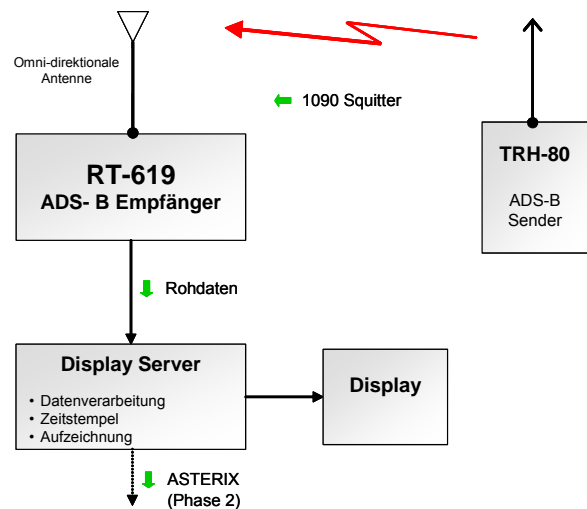 Omni-direktionale
Antenne
1090 Squitter
TRH-80
ADS-B
Sender
RT-619
ADS- B Empfänger
Rohdaten
Display Server
• Datenverarbeitung
• Zeitstempel
• Aufzeichnung
Display
ASTERIX
(Phase 2)